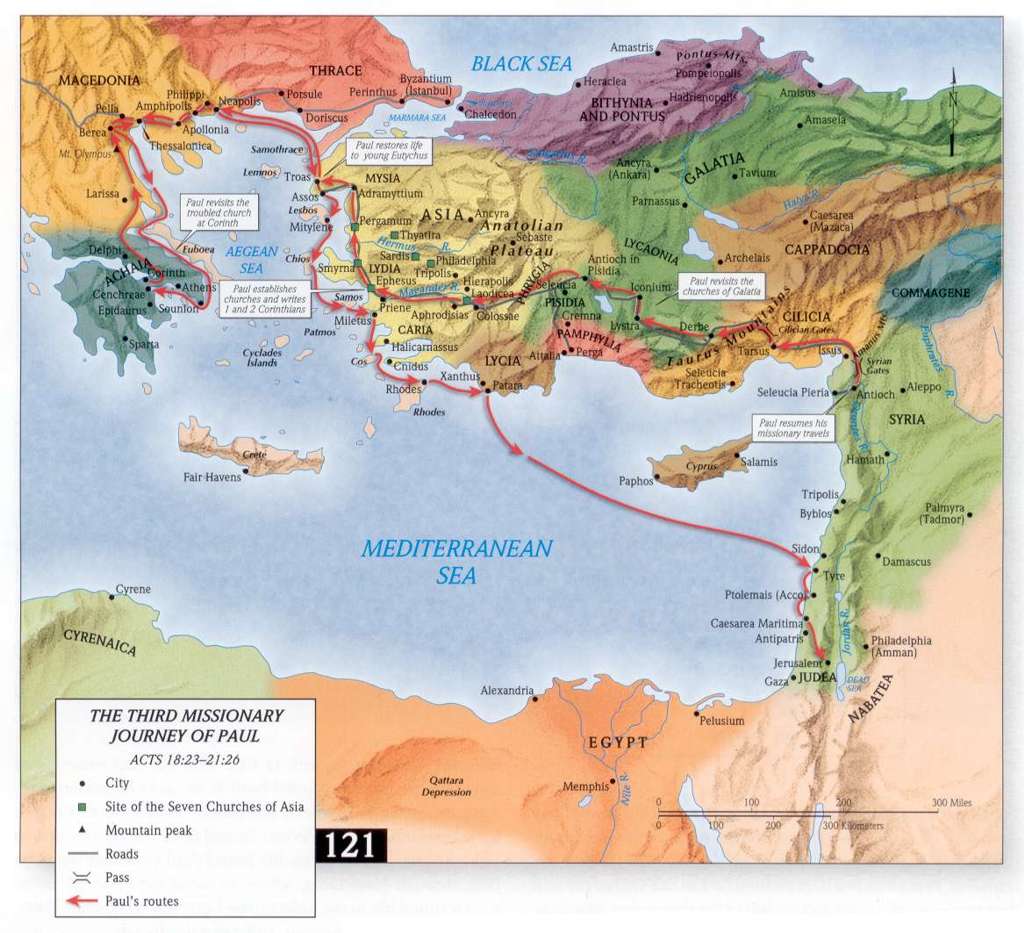 BLACK SEA
Amastris
Pontus Mts.
Pompeiopolis
MACEDONIA
THRACE
Byzantium
(Istanbul)
Heraclea
Hadrianopolis
Amisus
Philippi
Neapolis
Porsule
Perinthus
BITHYNIA
AND PONTUS
Pella
Amphipolis
Doriscus
MARMARA SEA
Chalcedon
Amaseia
N
Berea
Apollonia
Thessalonica
Samothrace
Paul restores life
to young Eutychus
Mt. Olympus
Lemnos
Troas
MYSIA
Ancyra
(Ankara)
GALATIA
Tavium
Larissa
Assos
Adramyttium
Parnassus
Halys R.
Paul revisits the
troubled church
at Corinth
Lesbos
Mitylene
Pergamum
ASIA
Ancyra
Anatolian
Plateau
Caesarea
(Mazaca)
Thyatira
Sebaste
LYCAONIA
CAPPADOCIA
Delphi
Euboea
AEGEAN
SEA
Chios
Hermus
R.
Sardis
Philadelphia
Archelais
ACHAIA
Corinth
Smyrna
LYDIA
Tripolis
PHRYGIA
Antioch in
Pisidia
Cenchreae
Athens
Paul establishes
churches and writes
1 and 2 Corinthians
Ephesus
Hierapolis
Seleucia
Iconium
Paul revisits the
churches of Galatia
COMMAGENE
Epidaurus
Sounion
Samos
Priene
Maeander R.
Laodicea
PISIDIA
Miletus
Aphrodisias
Colossae
Cremna
Lystra
Derbe
CILICIA
Cilician Gates
Patmos
CARIA
PAMPHYLIA
Taurus Mountains
Tarsus
Issus
Amanus Mts.
Euphrates R.
Sparta
Cyclades
Islands
Halicarnassus
LYCIA
Attalia
Perga
Syrian
Gates
Cos
Cnidus
Xanthus
Seleucia
Tracheotis
Seleucia Pieria
Antioch
Aleppo
Rhodes
Patara
Rhodes
Paul resumes his
missionary travels
SYRIA
Crete
Fair Havens
Cyprus
Salamis
Hamath
Paphos
Tripolis
Byblos
Palmyra
(Tadmor)
MEDITERRANEAN
SEA
Sidon
Damascus
Tyre
Cyrene
Ptolemais (Acco)
CYRENAICA
Caesarea Maritima
Antipatris
Jordan R.
Philadelphia
(Amman)
Jerusalem
Gaza
JUDEA
DEAD
SEA
NABATEA
Alexandria
Pelusium
EGYPT
Qattara
Depression
Memphis
Nile R.
THE THIRD MISSIONARY
JOURNEY OF PAUL
ACTS 18:23–21:26
City
Site of the Seven Churches of Asia
Mountain peak
Roads
Pass
Paul's routes
121
0 100 200 300 Miles
0 100 200 300 Kilometers